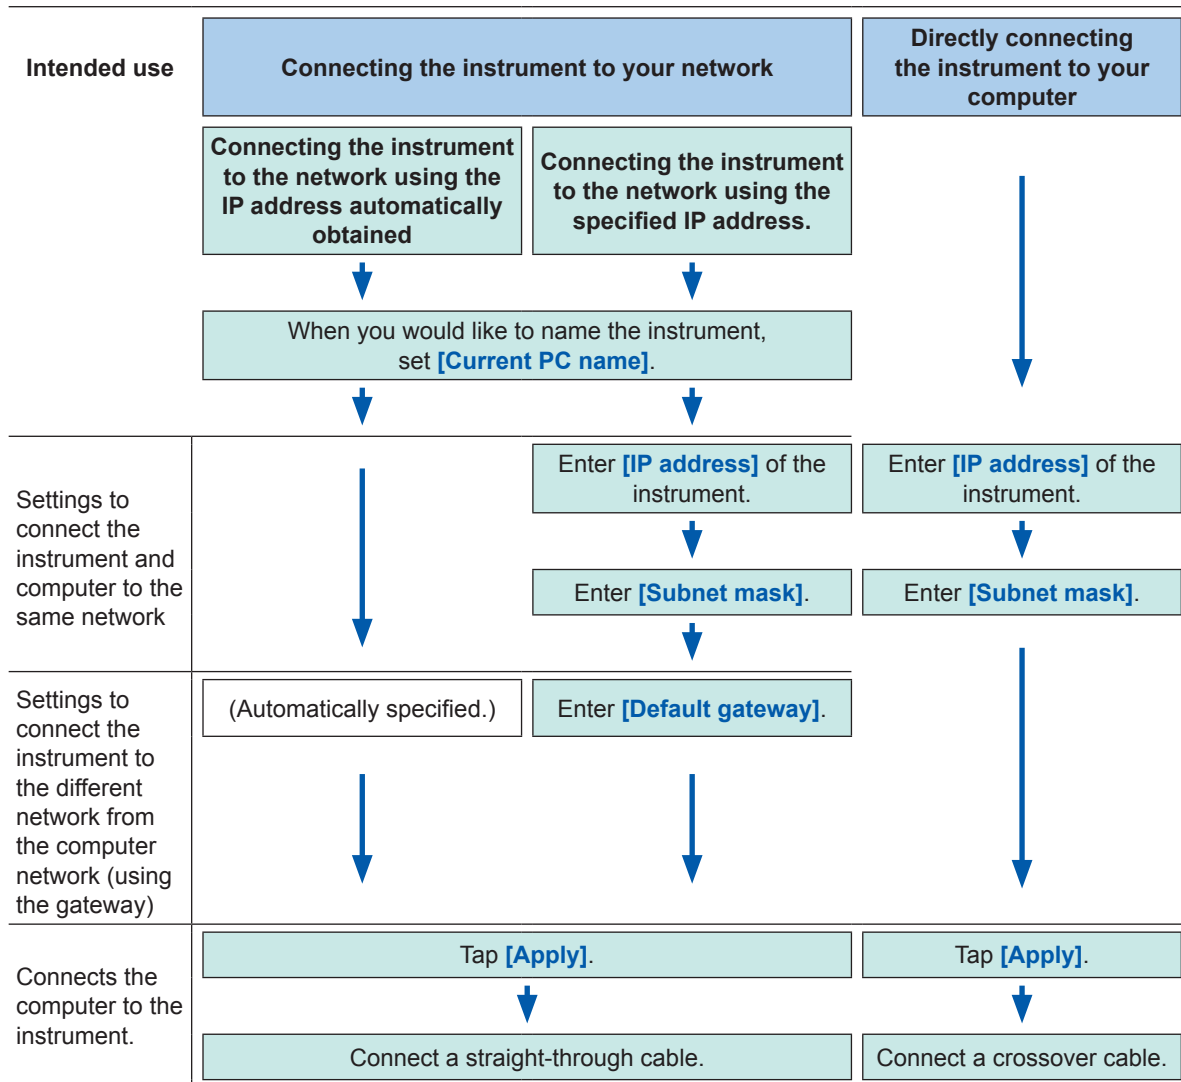 Intended use
Connecting the instrument to your network
Directly connecting
the instrument to your
computer
Connecting the instrument
to the network using the
IP address automatically
obtained
Connecting the instrument
to the network using the
specified IP address.
When you would like to name the instrument,
set [Current PC name].
Settings to
connect the
instrument and
computer to the
same network
Enter [IP address] of the
instrument.
Enter [IP address] of the
instrument.
Enter [Subnet mask].
Enter [Subnet mask].
Settings to
connect the
instrument to
the different
network from
the computer
network (using
the gateway)
(Automatically specified.)
Enter [Default gateway].
Connects the
computer to the
instrument.
Tap [Apply].
Tap [Apply].
Connect a straight-through cable.
Connect a crossover cable.